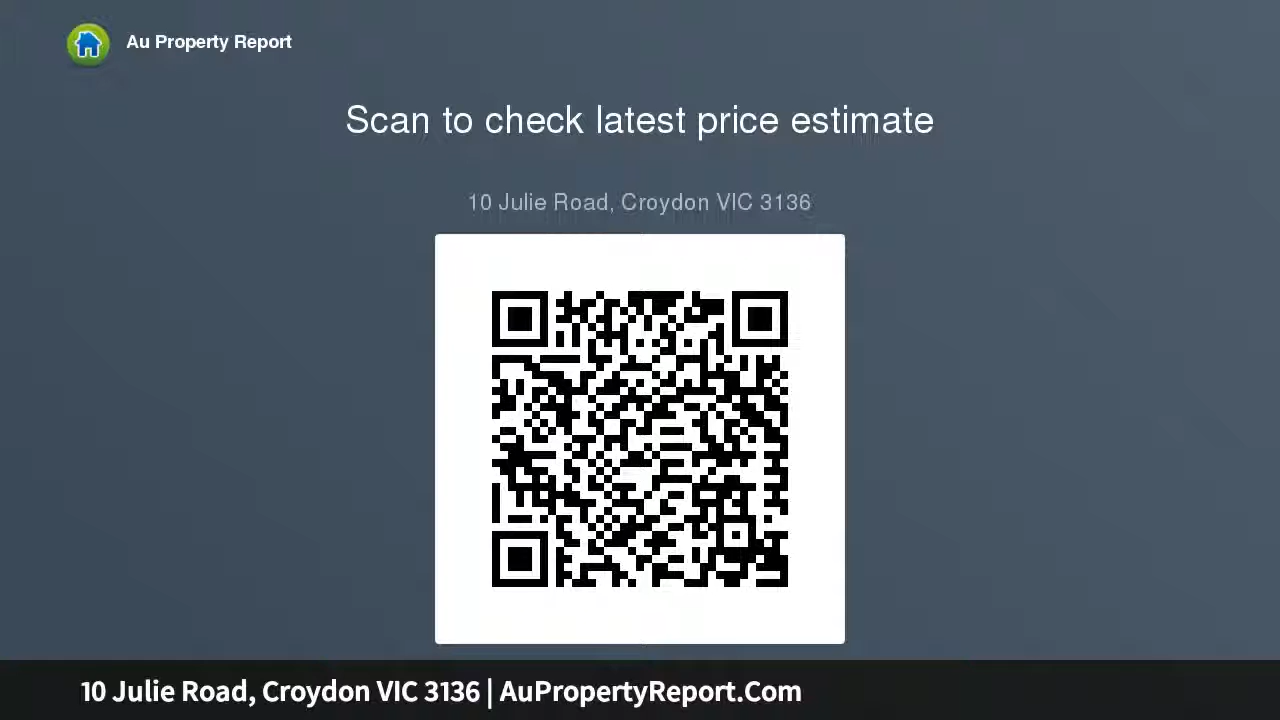 Au Property Report
Scan to check latest price estimate
10 Julie Road, Croydon VIC 3136
10 Julie Road, Croydon VIC 3136 | AuPropertyReport.Com